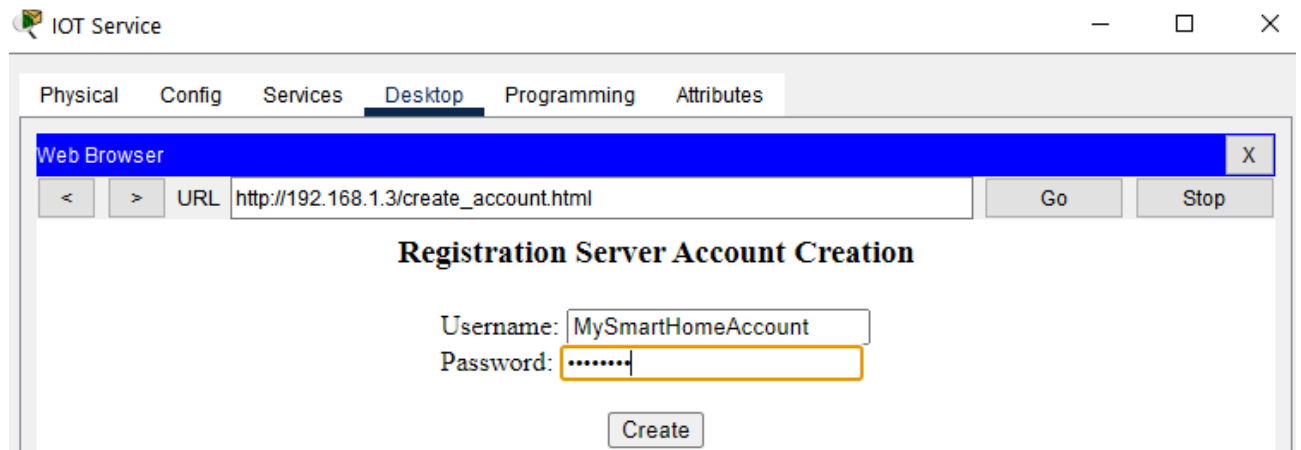 IOT Service
Physical Config Services Desktop Programming Attributes
Web Browser X
< > URL http://192.168.1.3/create_account.html Go Stop
Registration Server Account Creation
Username: MySmartHomeAccount
Password: ••••••••
Create